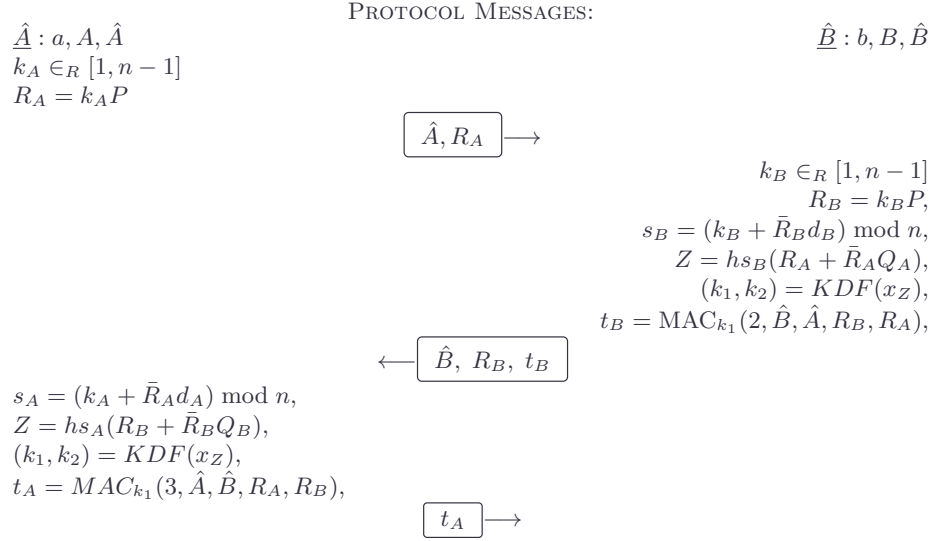 PROTOCOL MESSAGES:
Â : a, A, Â
B̂ : b, B, B̂
k_A ∈_R [1, n − 1]
R_A = k_A P
Â, R_A ⟶
k_B ∈_R [1, n − 1]
R_B = k_B P,
s_B = (k_B + R̄_B d_B) mod n,
Z = hs_B(R_A + R̄_A Q_A),
(k_1, k_2) = KDF(x_Z),
t_B = MAC_{k_1}(2, B̂, Â, R_B, R_A),
⟵ B̂, R_B, t_B
s_A = (k_A + R̄_A d_A) mod n,
Z = hs_A(R_B + R̄_B Q_B),
(k_1, k_2) = KDF(x_Z),
t_A = MAC_{k_1}(3, Â, B̂, R_A, R_B),
t_A ⟶